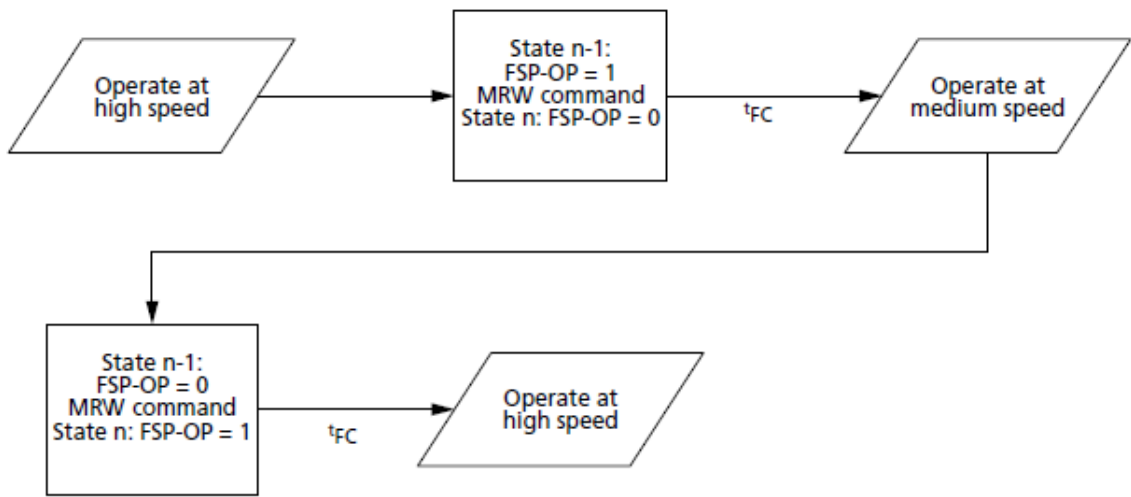 Operate at
high speed
State n-1:
FSP-OP = 1
MRW command
State n: FSP-OP = 0
tFC
Operate at
medium speed
State n-1:
FSP-OP = 0
MRW command
State n: FSP-OP = 1
tFC
Operate at
high speed